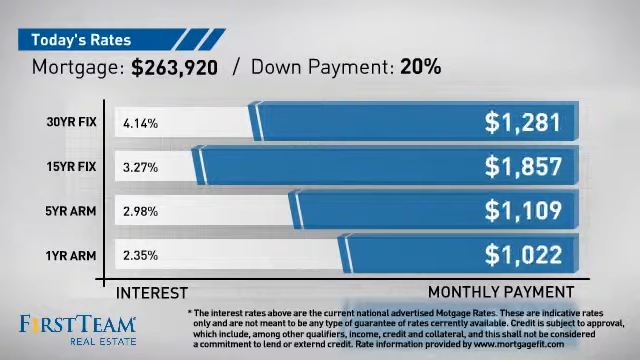 Today's Rates
Mortgage: $263,920 / Down Payment: 20%
30YR FIX 4.14% $1,281
15YR FIX 3.27% $1,857
5YR ARM 2.98% $1,109
1YR ARM 2.35% $1,022
INTEREST MONTHLY PAYMENT
* The interest rates above are the current national advertised Motgage Rates. These are indicative rates
only and are not meant to be any type of guarantee of rates cerrently available. Credit is subject to approval,
which include, among other qualifiers, income, credit and collateral, and this shall not be considered
a commitment to lend or externd credit. Rate information provided by www.mortgagefit.com
FIRSTTEAM®
REAL ESTATE